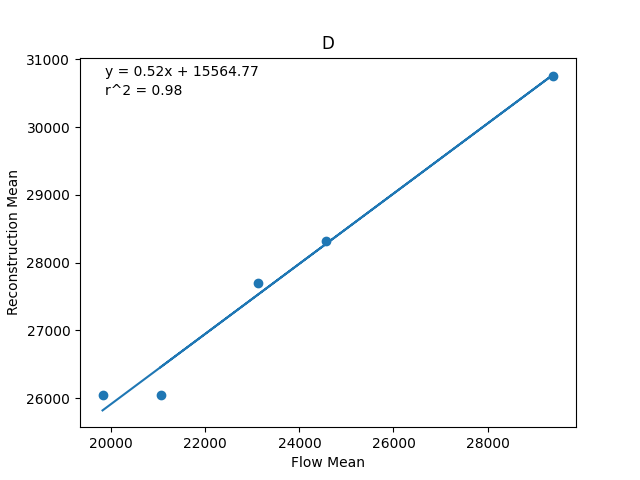 D
y = 0.52x + 15564.77
r^2 = 0.98
31000
30000
29000
28000
27000
26000
Reconstruction Mean
20000 22000 24000 26000 28000
Flow Mean